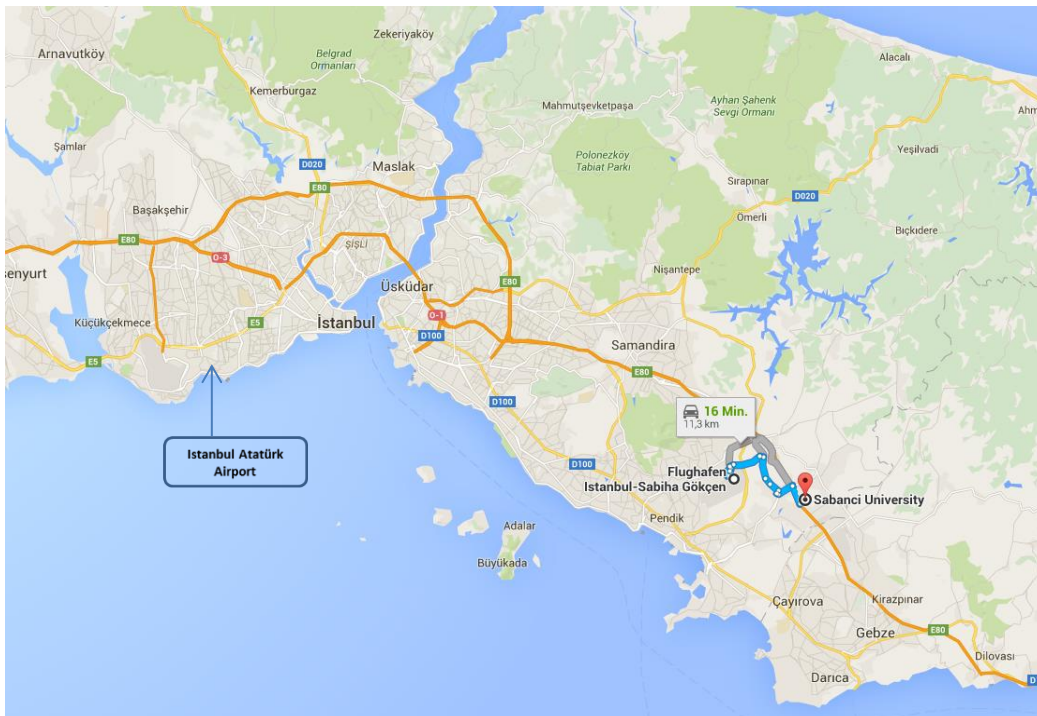 Zekeriyaköy
Arnavutköy
Belgrad
Ormanları
Alacalı
Kemerburgaz
Mahmutşevketpaşa
Ayhan Şahenk
Sevgi Ormanı
Şamlar
D020
Maslak
Polonezköy
Tabiat Parkı
Yeşilvadi
E80
Sırapınar
D020
Başakşehir
Ömerli
E80
ŞİŞLİ
Bıçkıdere
O-3
senyurt
Nişantepe
E80
Üsküdar
Küçükçekmece
E5
İstanbul
O-1
D100
Samandira
E5
E80
Istanbul Atatürk
Airport
D100
16 Min.
11,3 km
D100
Flughafen
Istanbul-Sabiha Gökçen
Sabanci University
Pendik
Adalar
Büyükada
Çayırova
Kirazpınar
Gebze
E80
Dilovası
Darıca